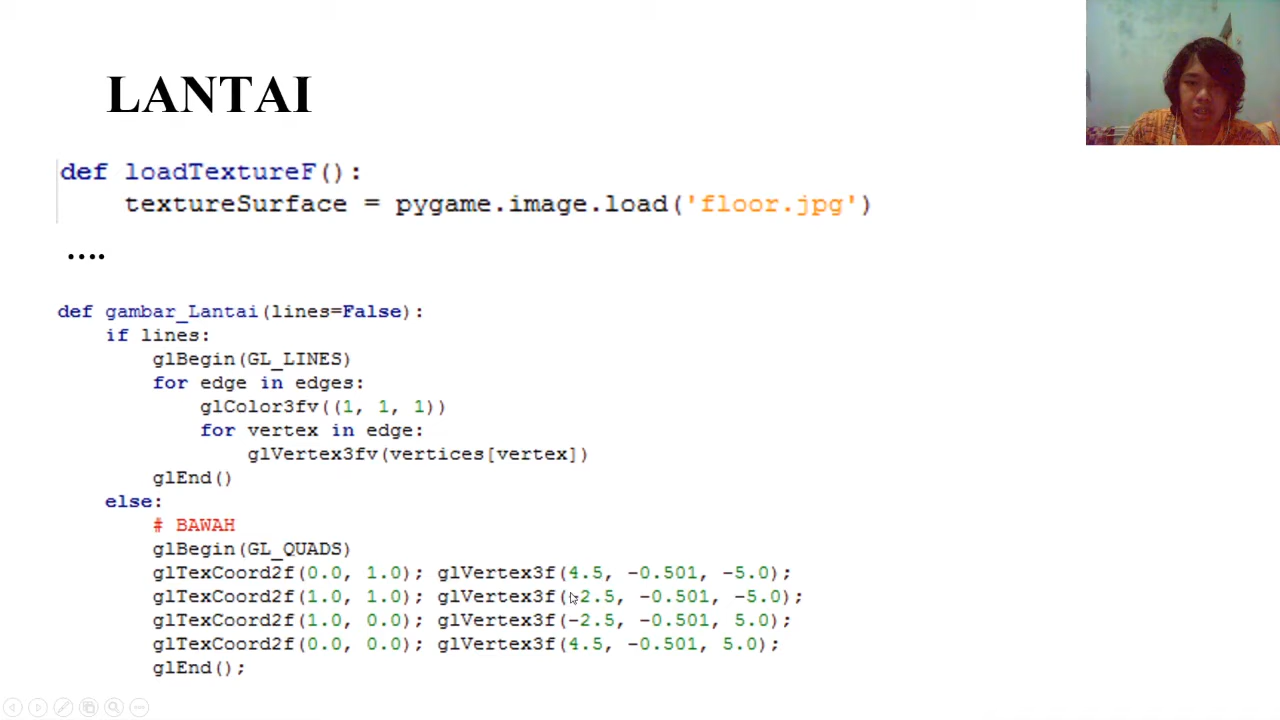 LANTAI
def loadTextureF():
textureSurface = pygame.image.load('floor.jpg')
....
def gambar_Lantai(lines=False):
if lines:
glBegin(GL_LINES)
for edge in edges:
glColor3fv((1, 1, 1))
for vertex in edge:
glVertex3fv(vertices[vertex])
glEnd()
else:
# BAWAH
glBegin(GL_QUADS)
glTexCoord2f(0.0, 1.0); glVertex3f(4.5, -0.501, -5.0);
glTexCoord2f(1.0, 1.0); glVertex3f(-2.5, -0.501, -5.0);
glTexCoord2f(1.0, 0.0); glVertex3f(-2.5, -0.501, 5.0);
glTexCoord2f(0.0, 0.0); glVertex3f(4.5, -0.501, 5.0);
glEnd();